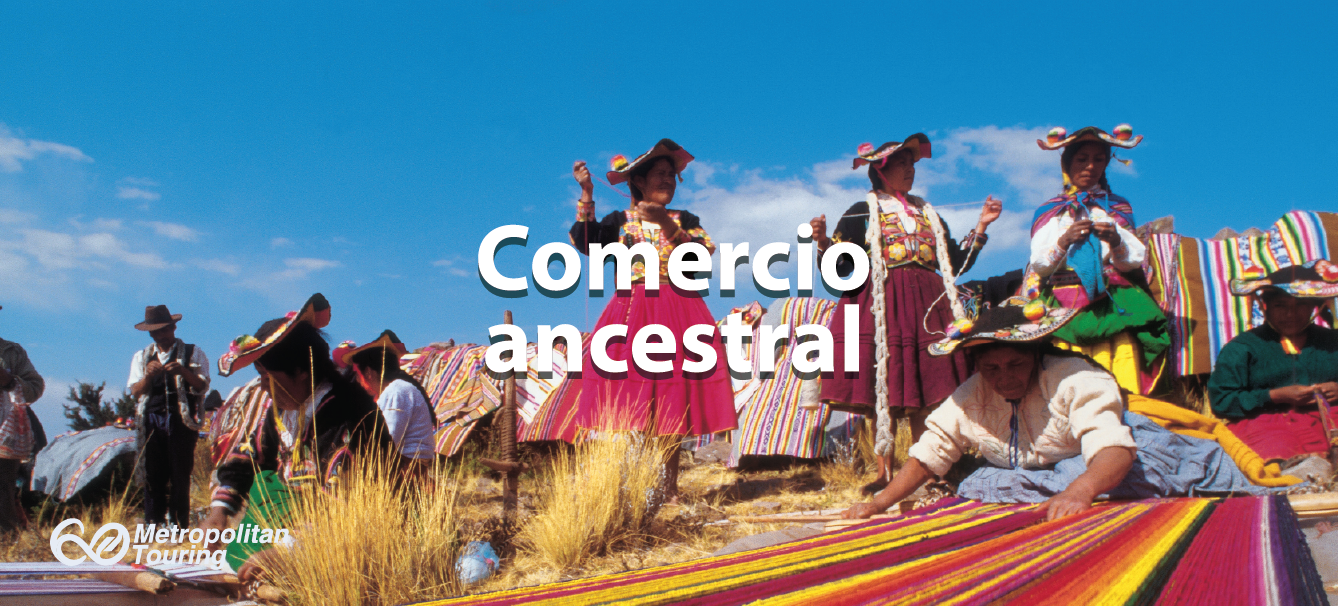 Comercio
ancestral
Metropolitan
Touring